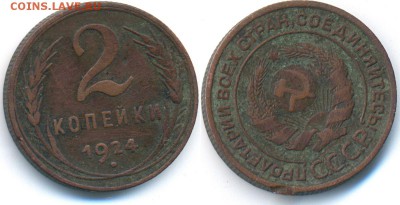 COINS.LAVE.RU
2
КОПЕЙКИ
1924
ПРОЛЕТАРИИ ВСЕХ СТРАН, СОЕДИНЯЙТЕСЬ!
СССР